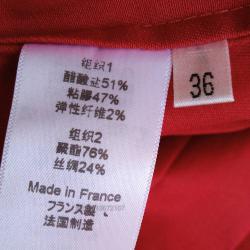 组织1
醋酸盐51%
粘膠47%
弹性纤维2%
组织2
聚酯76%
丝绸24%
Made in France
フランス製
法国制造
36